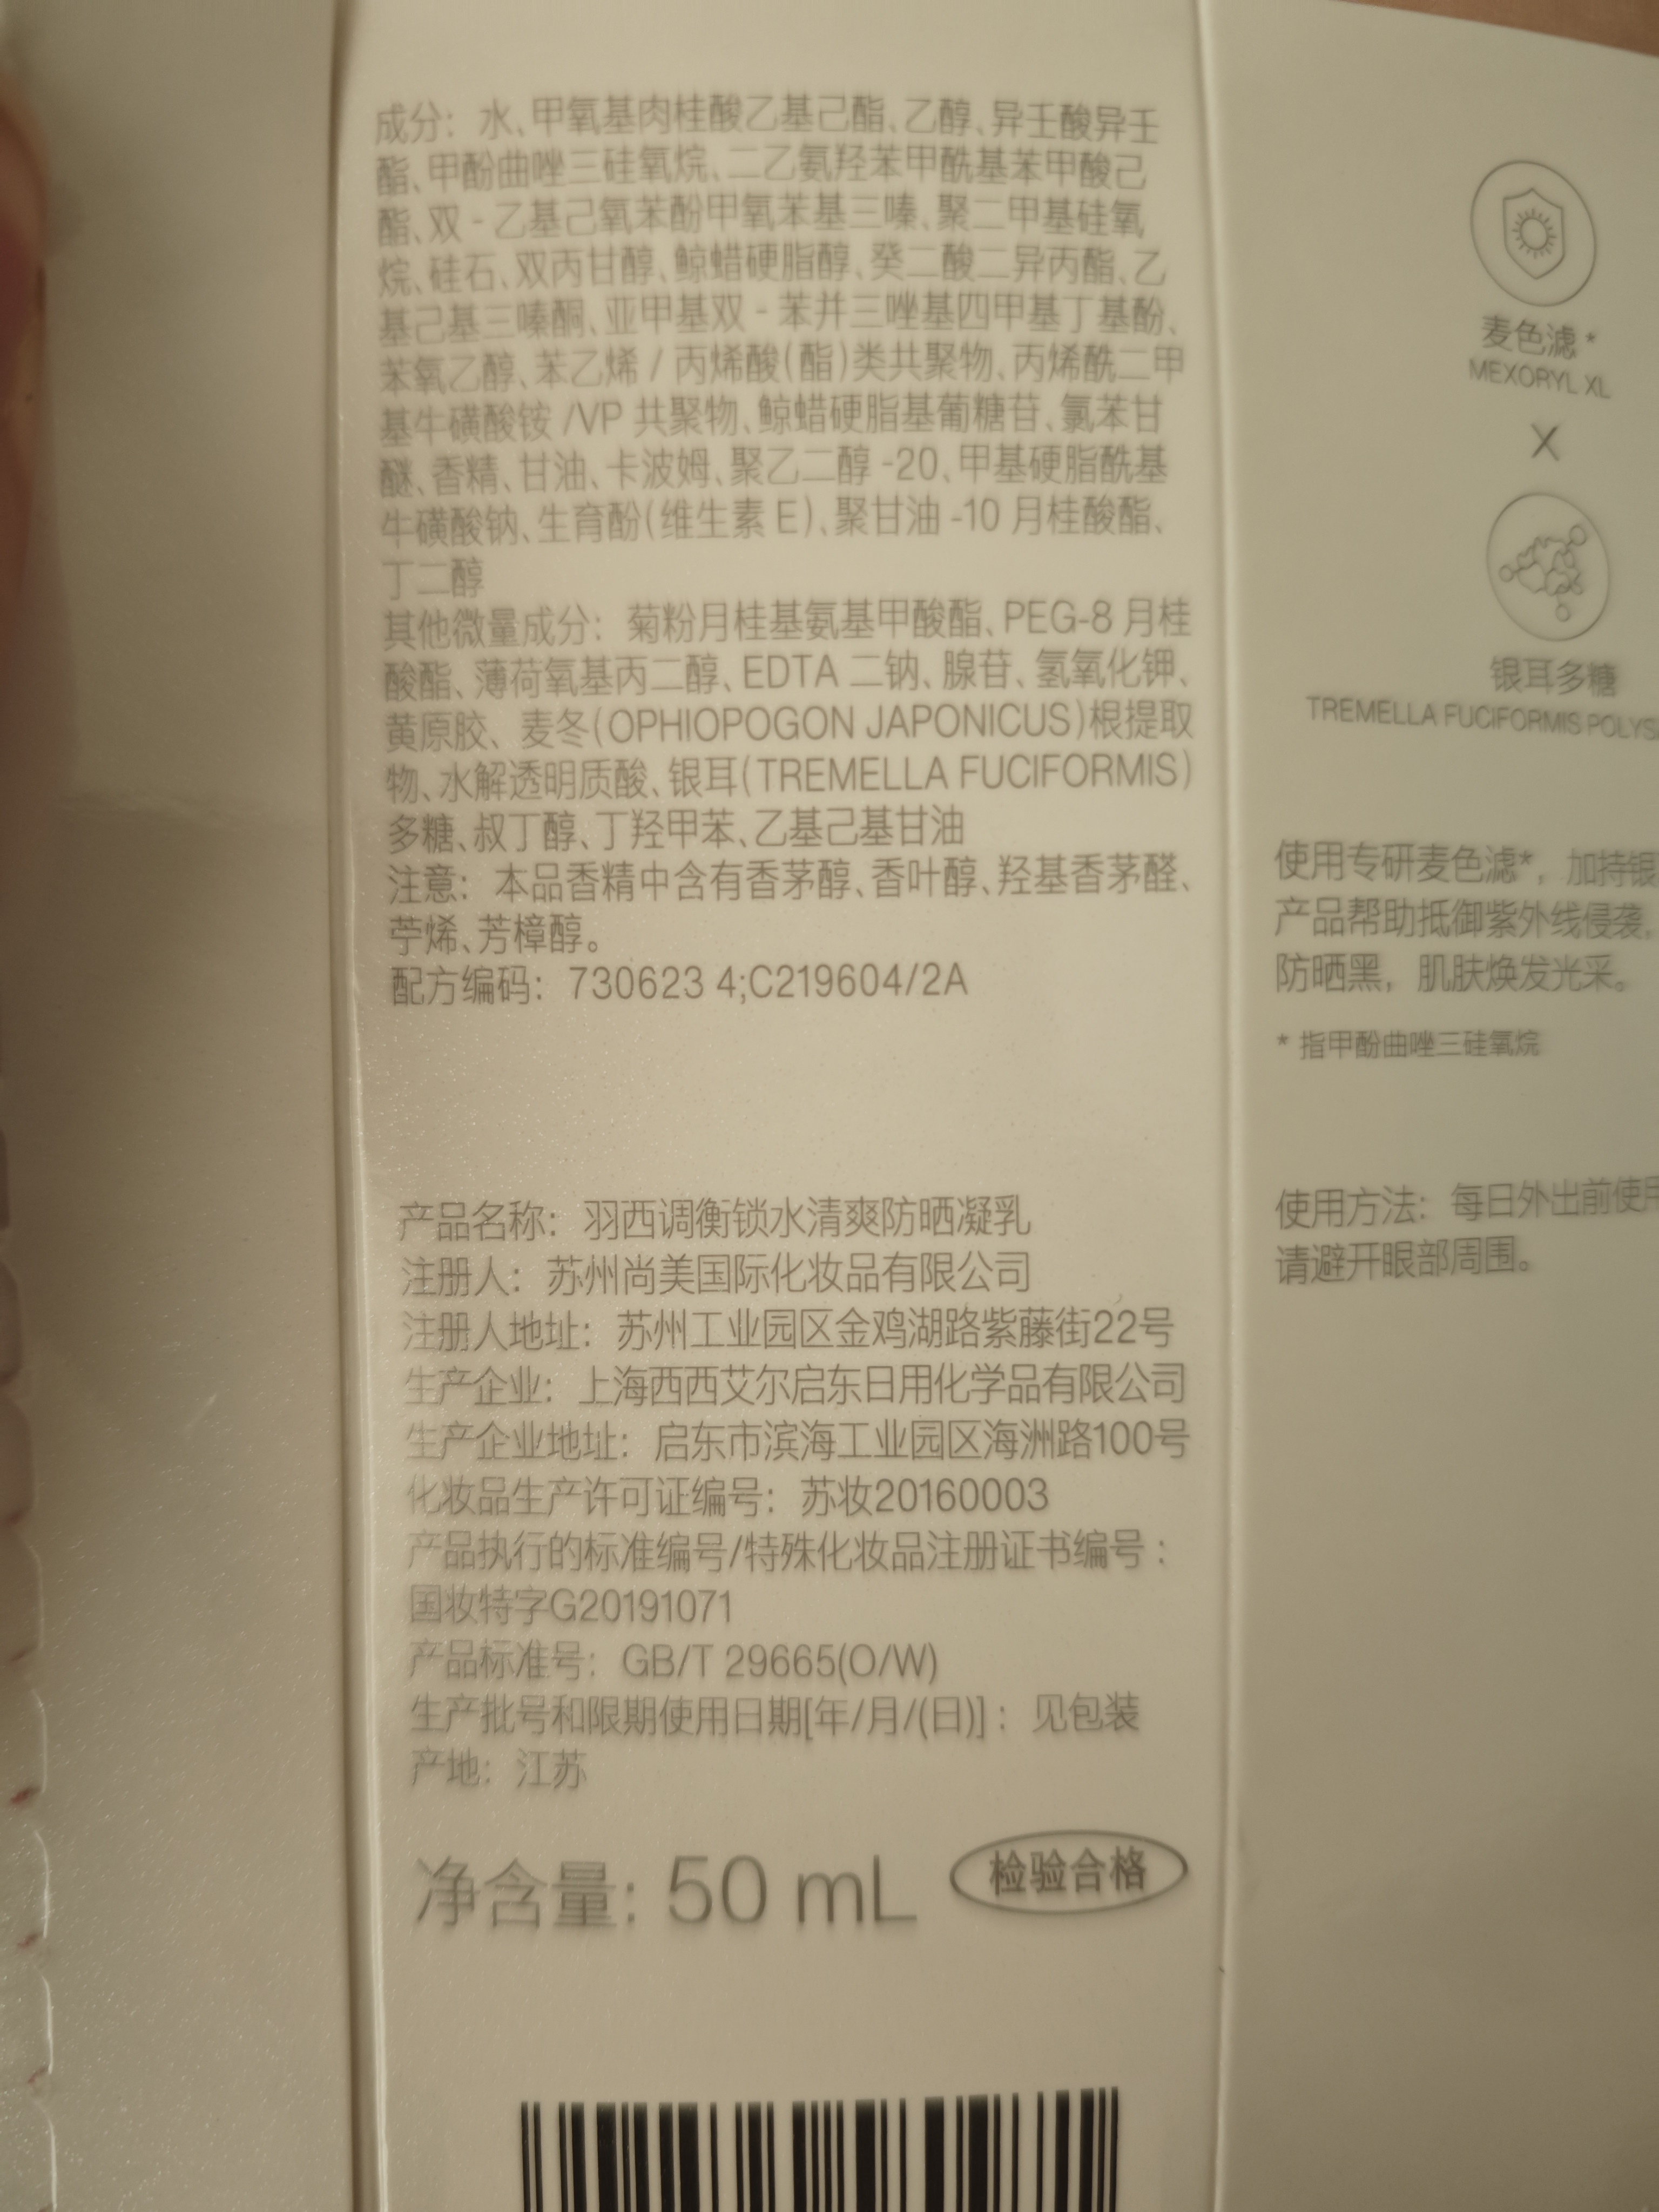 成分：水、甲氧基肉桂酸乙基己酯、乙醇、异壬酸异壬
酯、甲酚曲唑三硅氧烷、二乙氨羟苯甲酰基苯甲酸己
酯、双-乙基己氧苯酚甲氧苯基三嗪、聚二甲基硅氧
烷、硅石、双丙甘醇、鲸蜡硬脂醇、癸二酸二异丙酯、乙
基己基三嗪酮、亚甲基双-苯并三唑基四甲基丁基酚、
苯氧乙醇、苯乙烯/丙烯酸(酯)类共聚物、丙烯酰二甲
基牛磺酸铵/VP 共聚物、鲸蜡硬脂基葡糖苷、氯苯甘
醚、香精、甘油、卡波姆、聚乙二醇-20、甲基硬脂酰基
牛磺酸钠、生育酚(维生素 E)、聚甘油-10 月桂酸酯、
丁二醇
其他微量成分：菊粉月桂基氨基甲酸酯、PEG-8 月桂
酸酯、薄荷氧基丙二醇、EDTA 二钠、腺苷、氢氧化钾、
黄原胶、麦冬(OPHIOPOGON JAPONICUS)根提取
物、水解透明质酸、银耳(TREMELLA FUCIFORMIS)
多糖、叔丁醇、丁羟甲苯、乙基己基甘油
注意：本品香精中含有香茅醇、香叶醇、羟基香茅醛、
苧烯、芳樟醇。
配方编码：730623 4;C219604/2A
产品名称：羽西调衡锁水清爽防晒凝乳
注册人：苏州尚美国际化妆品有限公司
注册人地址：苏州工业园区金鸡湖路紫藤街22号
生产企业：上海西西艾尔启东日用化学品有限公司
生产企业地址：启东市滨海工业园区海洲路100号
化妆品生产许可证编号：苏妆20160003
产品执行的标准编号/特殊化妆品注册证书编号：
国妆特字G20191071
产品标准号：GB/T 29665(O/W)
生产批号和限期使用日期[年/月/(日)]：见包装
产地：江苏
净含量: 50 mL
检验合格
麦色滤*
MEXORYL XL
X
银耳多糖
TREMELLA FUCIFORMIS
使用专研麦色滤*，加持银
产品帮助抵御紫外线侵袭，
防晒黑，肌肤焕发光采。
* 指甲酚曲唑三硅氧烷
使用方法：每日外出前使用
请避开眼部周围。